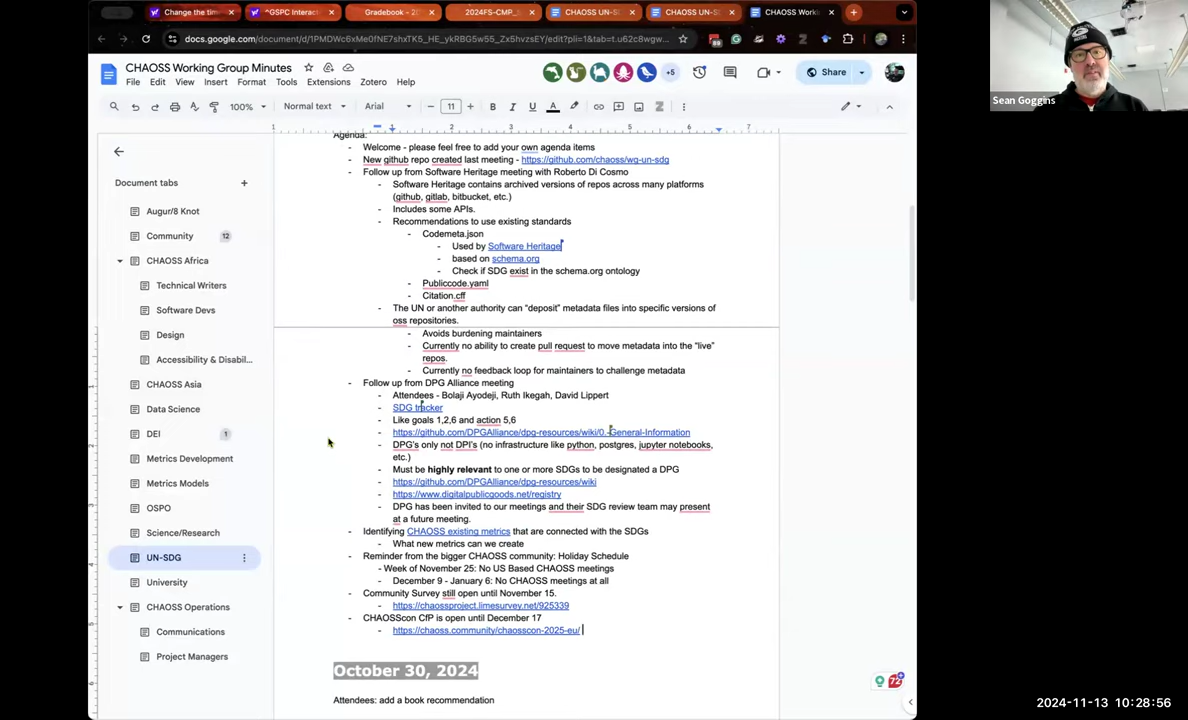 Change the time
^GSPC Interac
Gradebook - 20
2024FS-CMP_
CHAOSS UN-S
CHAOSS UN-S
CHAOSS Worki
docs.google.com/document/d/1PMDWc6xMe0fNE7shxTK5_HE_ykRBG5w55_Zx5hvzsEY/edit?pli=1&tab=t.u62c8wgw...
CHAOSS Working Group Minutes
+5
Share
File Edit View Insert Format Tools Extensions Zotero Help
100% Normal text Arial 11 B I U A
1 1 2 3 4 5 6 7
Document tabs
Augur/8 Knot
Community 12
CHAOSS Africa
Technical Writers
Software Devs
Design
Accessibility & Disabil...
CHAOSS Asia
Data Science
DEI 1
Metrics Development
Metrics Models
OSPO
Science/Research
UN-SDG
University
CHAOSS Operations
Communications
Project Managers
Agenda:
- Welcome - please feel free to add your own agenda items
- New github repo created last meeting - https://github.com/chaoss/wg-un-sdg
- Follow up from Software Heritage meeting with Roberto Di Cosmo
- Software Heritage contains archived versions of repos across many platforms
(github, gitlab, bitbucket, etc.)
- Includes some APIs.
- Recommendations to use existing standards
- Codemeta.json
- Used by Software Heritage
- based on schema.org
- Check if SDG exist in the schema.org ontology
- Publiccode.yaml
- Citation.cff
- The UN or another authority can "deposit" metadata files into specific versions of
oss repositories.
- Avoids burdening maintainers
- Currently no ability to create pull request to move metadata into the "live"
repos.
- Currently no feedback loop for maintainers to challenge metadata
- Follow up from DPG Alliance meeting
- Attendees - Bolaji Ayodeji, Ruth Ikegah, David Lippert
- SDG tracker
- Like goals 1,2,6 and action 5,6
- https://github.com/DPGAlliance/dpg-resources/wiki/0.-General-Information
- DPG's only not DPI's (no infrastructure like python, postgres, jupyter notebooks,
etc.)
- Must be highly relevant to one or more SDGs to be designated a DPG
- https://github.com/DPGAlliance/dpg-resources/wiki
- https://www.digitalpublicgoods.net/registry
- DPG has been invited to our meetings and their SDG review team may present
at a future meeting.
- Identifying CHAOSS existing metrics that are connected with the SDGs
- What new metrics can we create
- Reminder from the bigger CHAOSS community: Holiday Schedule
- Week of November 25: No US Based CHAOSS meetings
- December 9 - January 6: No CHAOSS meetings at all
- Community Survey still open until November 15.
- https://chaossproject.limesurvey.net/925339
- CHAOSScon CfP is open until December 17
- https://chaoss.community/chaosscon-2025-eu/
October 30, 2024
Attendees: add a book recommendation
72
Sean Goggins
2024-11-13 10:28:56